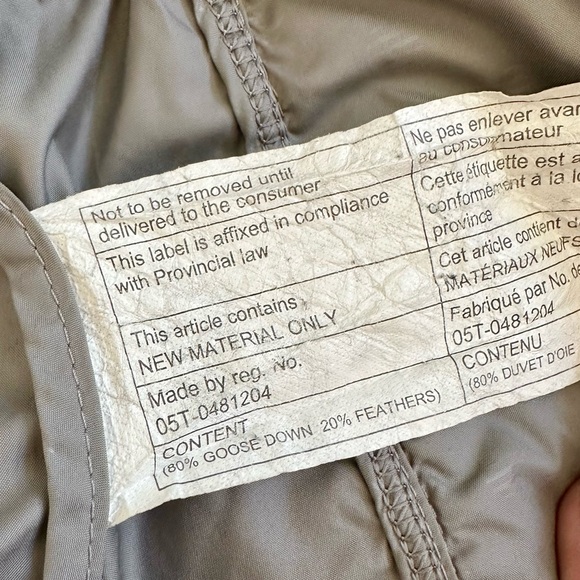 Not to be removed until
delivered to the consumer
This label is affixed in compliance
with Provincial law
This article contains
NEW MATERIAL ONLY
Made by reg. No.
05T-0481204
CONTENT
(80% GOOSE DOWN 20% FEATHERS)
Ne pas enlever
au consommateur
Cette étiquette est
conformément à la
province
Cet article contient
MATÉRIAUX NEUFS
Fabriqué par No. de
05T-0481204
CONTENU
(80% DUVET D'OIE